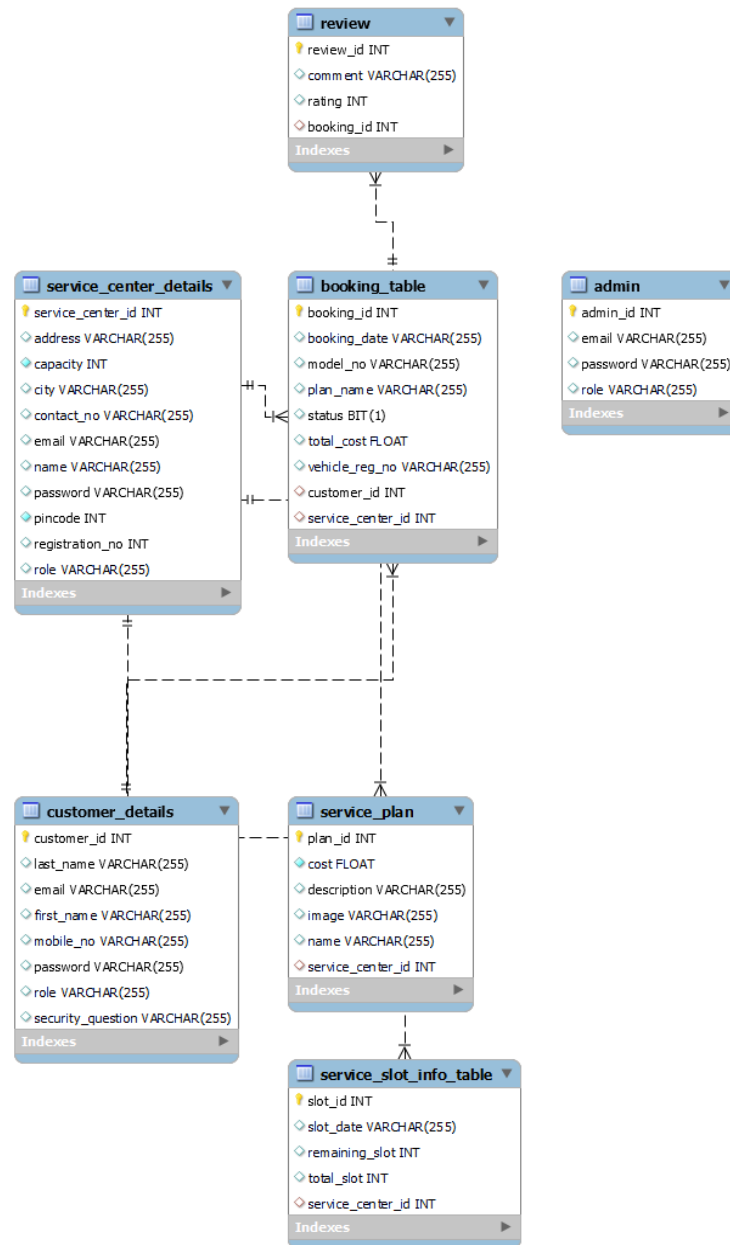 review
review_id INT
comment VARCHAR(255)
rating INT
booking_id INT
Indexes
service_center_details
service_center_id INT
address VARCHAR(255)
capacity INT
city VARCHAR(255)
contact_no VARCHAR(255)
email VARCHAR(255)
name VARCHAR(255)
password VARCHAR(255)
pincode INT
registration_no INT
role VARCHAR(255)
Indexes
booking_table
booking_id INT
booking_date VARCHAR(255)
model_no VARCHAR(255)
plan_name VARCHAR(255)
status BIT(1)
total_cost FLOAT
vehicle_reg_no VARCHAR(255)
customer_id INT
service_center_id INT
Indexes
admin
admin_id INT
email VARCHAR(255)
password VARCHAR(255)
role VARCHAR(255)
Indexes
customer_details
customer_id INT
last_name VARCHAR(255)
email VARCHAR(255)
first_name VARCHAR(255)
mobile_no VARCHAR(255)
password VARCHAR(255)
role VARCHAR(255)
security_question VARCHAR(255)
Indexes
service_plan
plan_id INT
cost FLOAT
description VARCHAR(255)
image VARCHAR(255)
name VARCHAR(255)
service_center_id INT
Indexes
service_slot_info_table
slot_id INT
slot_date VARCHAR(255)
remaining_slot INT
total_slot INT
service_center_id INT
Indexes